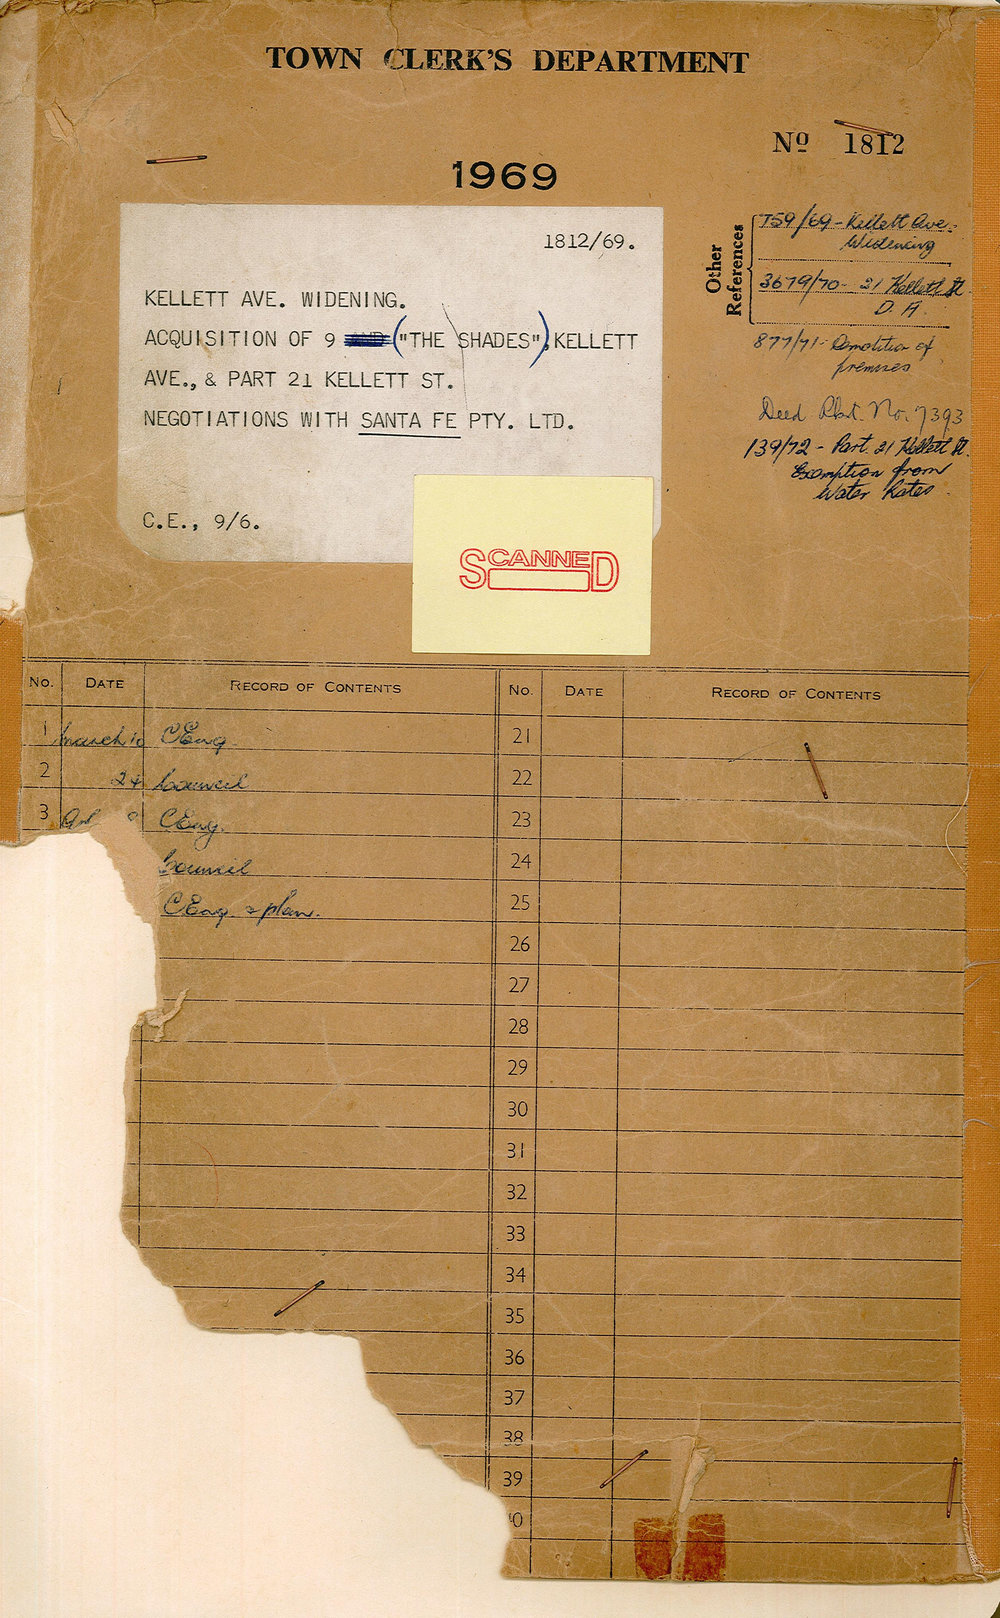 TOWN CLERK'S DEPARTMENT
Nº 1812
1969
Other References
759/69 - Kellett Ave.
Widening
3679/70 - 21 Kellett St
D.A.
877/71 - Demolition of
premises
Deed Pkt. No. 7393
139/72 - Part 21 Kellett St.
Exemption from
Water Rates.
1812/69.
KELLETT AVE. WIDENING.
ACQUISITION OF 9 AND ("THE SHADES"), KELLETT
AVE., & PART 21 KELLETT ST.
NEGOTIATIONS WITH SANTA FE PTY. LTD.
C.E., 9/6.
SCANNED
No. DATE RECORD OF CONTENTS
1 March 10 CEng.
2 24 Council
3 CEng.
Council
CEng. & plan.
No. DATE RECORD OF CONTENTS
21
22
23
24
25
26
27
28
29
30
31
32
33
34
35
36
37
38
39
40